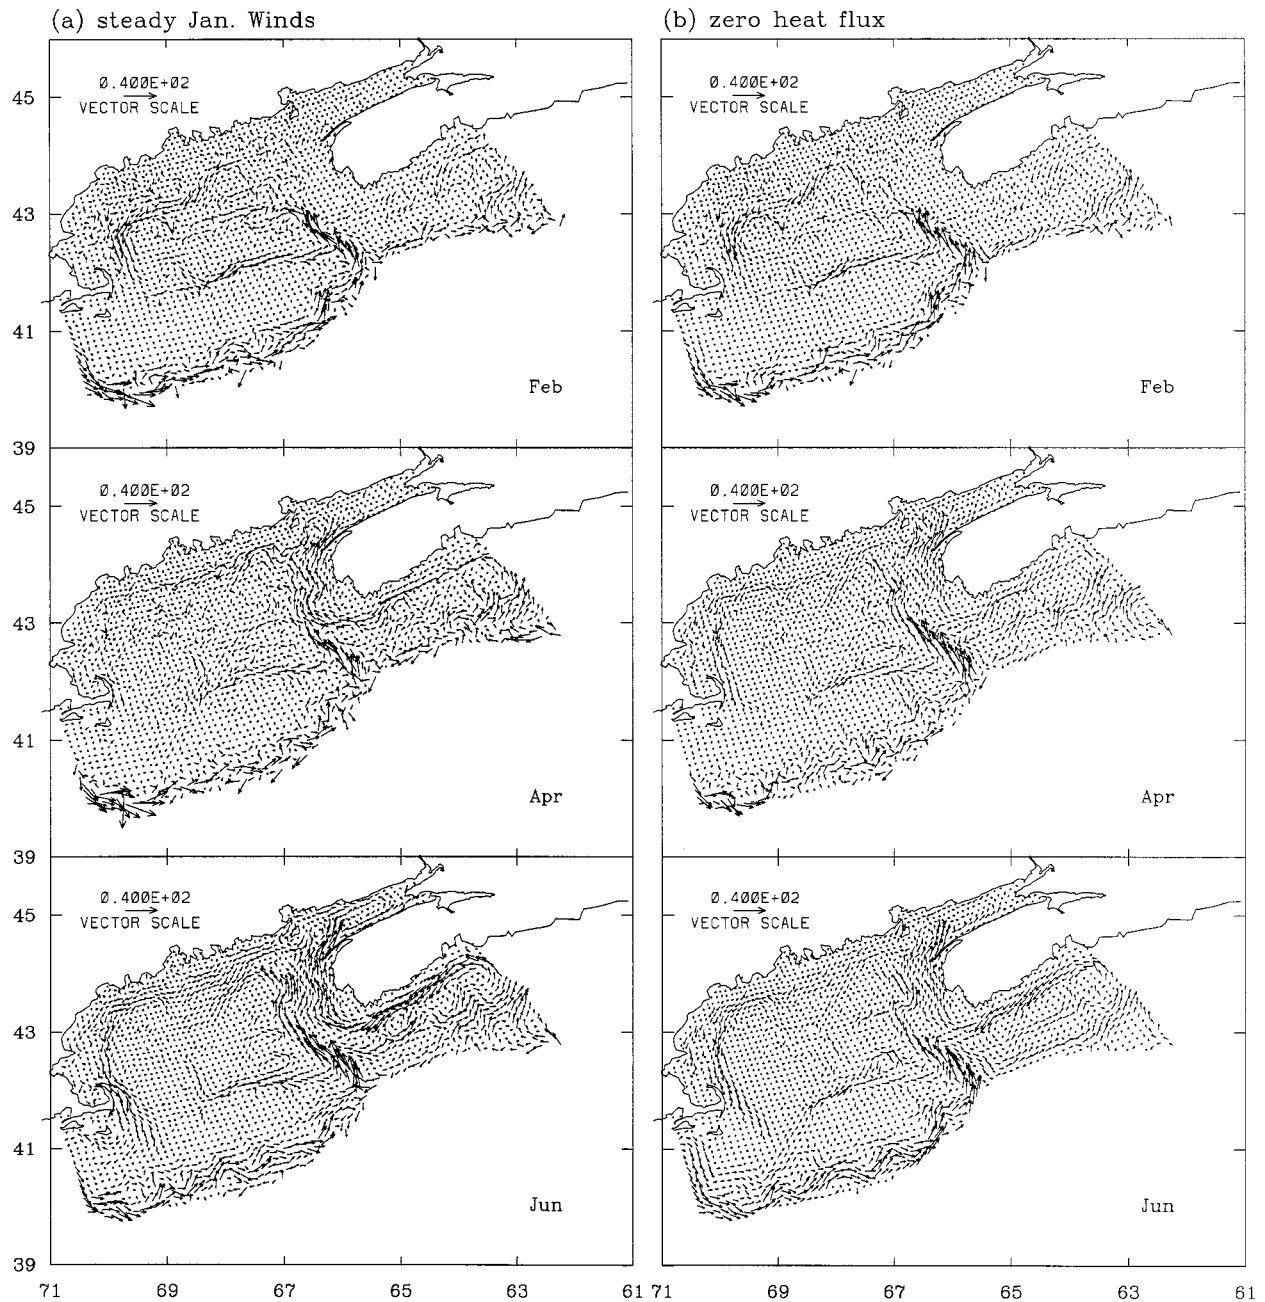 (a) steady Jan. Winds
(b) zero heat flux
0.400E+02
VECTOR SCALE
0.400E+02
VECTOR SCALE
45
43
41
39
Feb
Feb
0.400E+02
VECTOR SCALE
0.400E+02
VECTOR SCALE
45
43
41
39
Apr
Apr
0.400E+02
VECTOR SCALE
0.400E+02
VECTOR SCALE
45
43
41
39
Jun
Jun
71 69 67 65 63 61
71 69 67 65 63 61